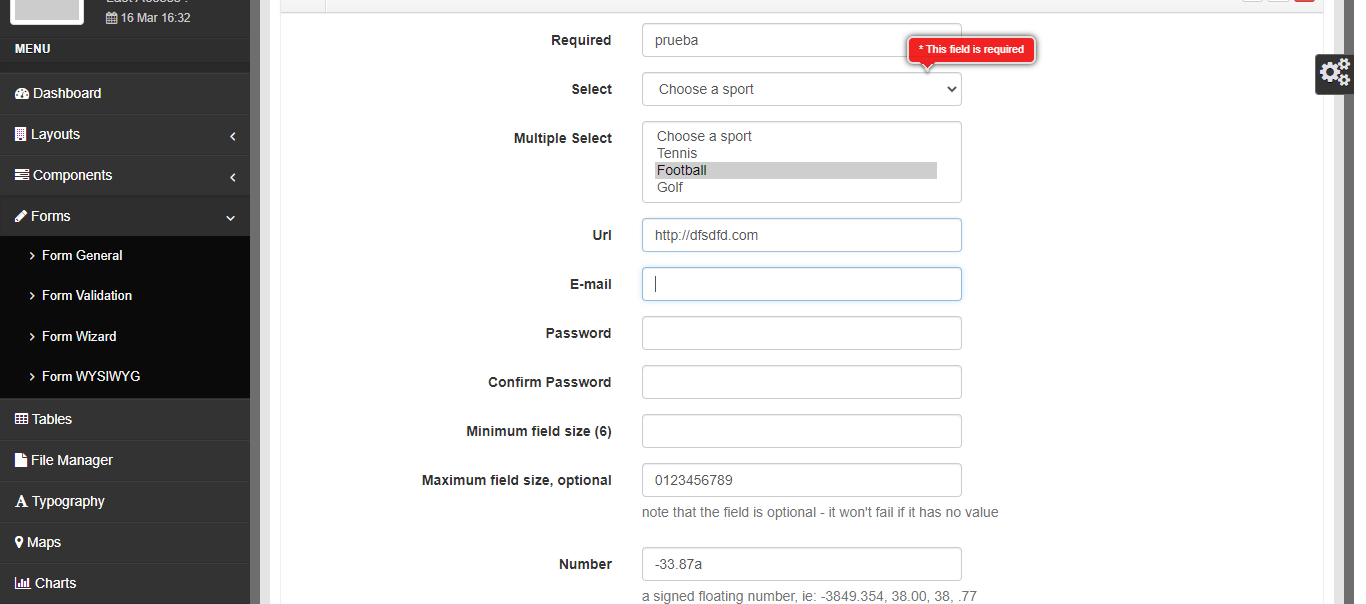 Last Access :
16 Mar 16:32
MENU
Dashboard
Layouts
Components
Forms
Form General
Form Validation
Form Wizard
Form WYSIWYG
Tables
File Manager
Typography
Maps
Charts
Required
prueba
* This field is required
Select
Choose a sport
Multiple Select
Choose a sport
Tennis
Football
Golf
Url
http://dfsdfd.com
E-mail
Password
Confirm Password
Minimum field size (6)
Maximum field size, optional
0123456789
note that the field is optional - it won't fail if it has no value
Number
-33.87a
a signed floating number, ie: -3849.354, 38.00, 38, .77